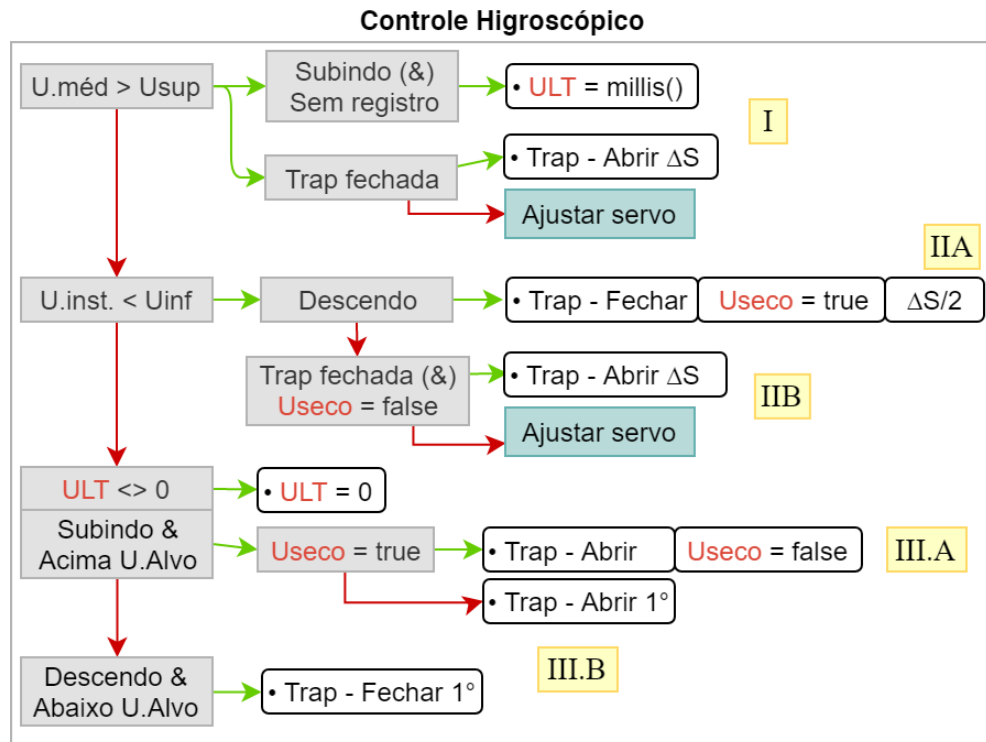 Controle Higroscópico
U.méd > Usup
Subindo (&)
Sem registro
• ULT = millis()
I
Trap fechada
• Trap - Abrir ∆S
Ajustar servo
IIA
U.inst. < Uinf
Descendo
• Trap - Fechar
Useco = true
∆S/2
Trap fechada (&)
Useco = false
• Trap - Abrir ∆S
IIB
Ajustar servo
ULT <> 0
• ULT = 0
Subindo &
Acima U.Alvo
Useco = true
• Trap - Abrir
Useco = false
III.A
• Trap - Abrir 1°
III.B
Descendo &
Abaixo U.Alvo
• Trap - Fechar 1°